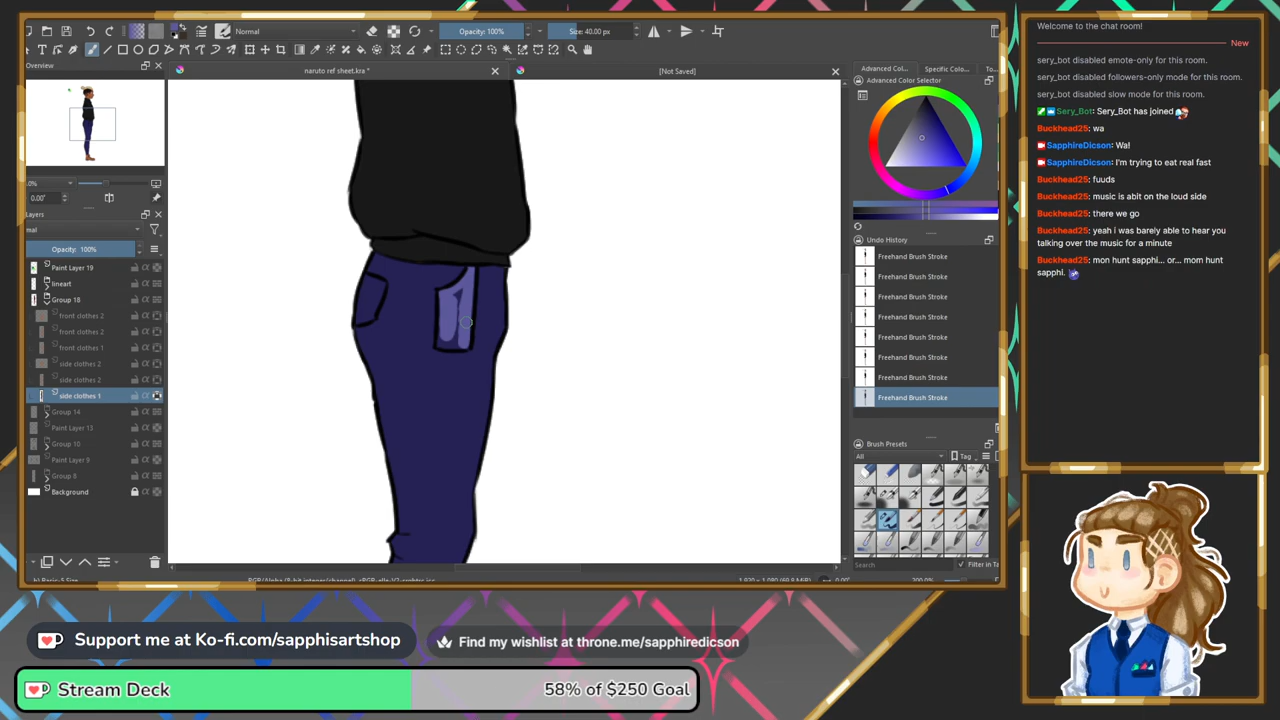 Normal
Opacity: 100%
Size: 40.00 px
Overview
naruto ref sheet.kra *
[Not Saved]
Advanced Col...
Specific Colo...
To...
Advanced Color Selector
0.00°
Layers
Opacity: 100%
Paint Layer 19
lineart
Group 18
front clothes 2
front clothes 2
front clothes 1
side clothes 2
side clothes 2
side clothes 1
Group 14
Paint Layer 13
Group 10
Paint Layer 9
Group 8
Background
Undo History
Freehand Brush Stroke
Freehand Brush Stroke
Freehand Brush Stroke
Freehand Brush Stroke
Freehand Brush Stroke
Freehand Brush Stroke
Freehand Brush Stroke
Freehand Brush Stroke
Brush Presets
All
Tag
Search
Filter in Ta
Welcome to the chat room!
New
sery_bot disabled emote-only for this room.
sery_bot disabled followers-only mode for this room.
sery_bot disabled slow mode for this room.
Sery_Bot: Sery_Bot has joined
Buckhead25: wa
SapphireDicson: Wa!
SapphireDicson: I'm trying to eat real fast
Buckhead25: fuuds
Buckhead25: music is abit on the loud side
Buckhead25: there we go
Buckhead25: yeah i was barely able to hear you
talking over the music for a minute
Buckhead25: mon hunt sapphi... or... mom hunt
sapphi.
Support me at Ko-fi.com/sapphisartshop
Find my wishlist at throne.me/sapphiredicson
Stream Deck
58% of $250 Goal